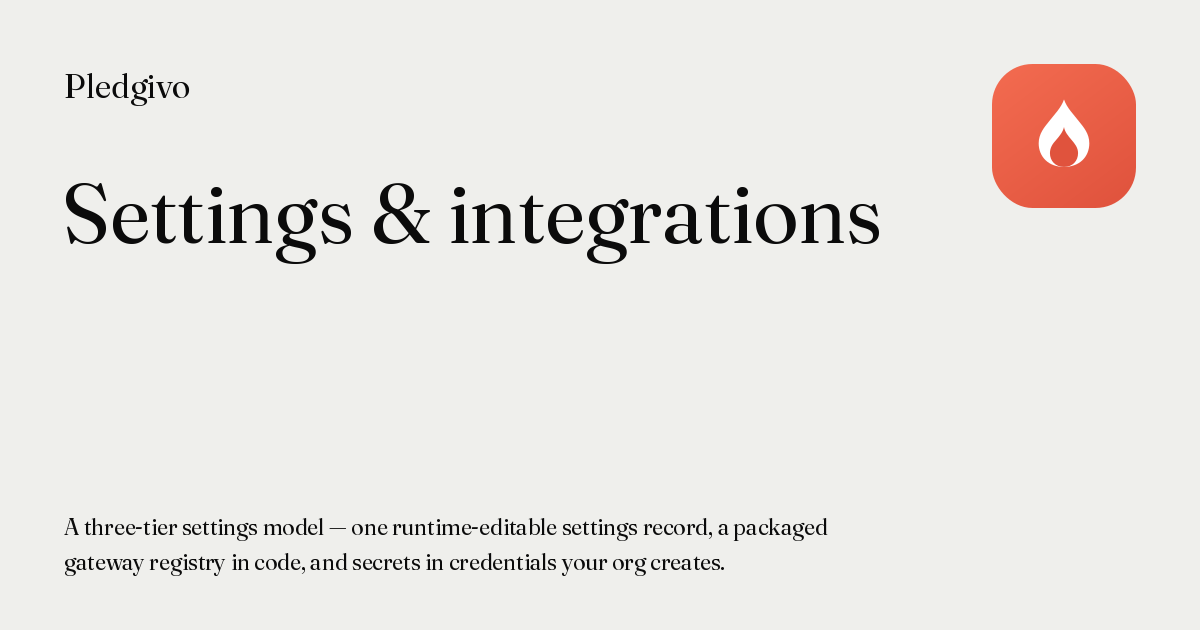 Pledgivo
Settings & integrations
A three-tier settings model — one runtime-editable settings record, a packaged
gateway registry in code, and secrets in credentials your org creates.